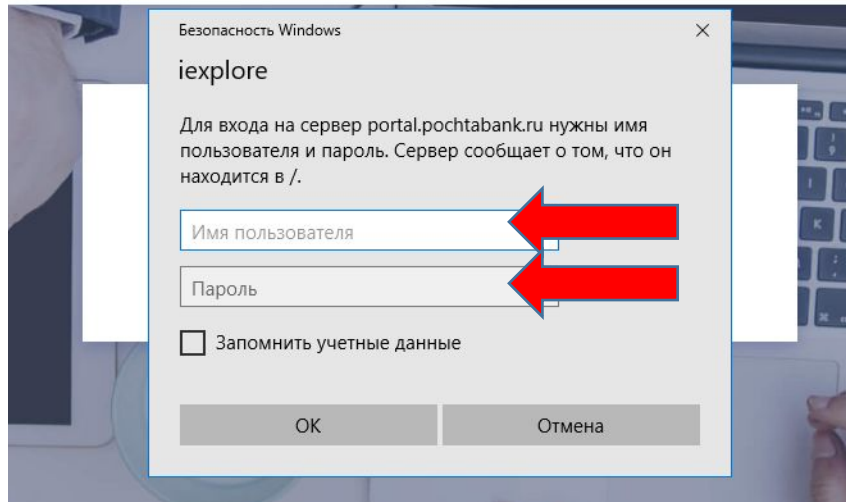 Безопасность Windows
iexplore
Для входа на сервер portal.pochtabank.ru нужны имя
пользователя и пароль. Сервер сообщает о том, что он
находится в /.
Имя пользователя
Пароль
Запомнить учетные данные
ОК
Отмена